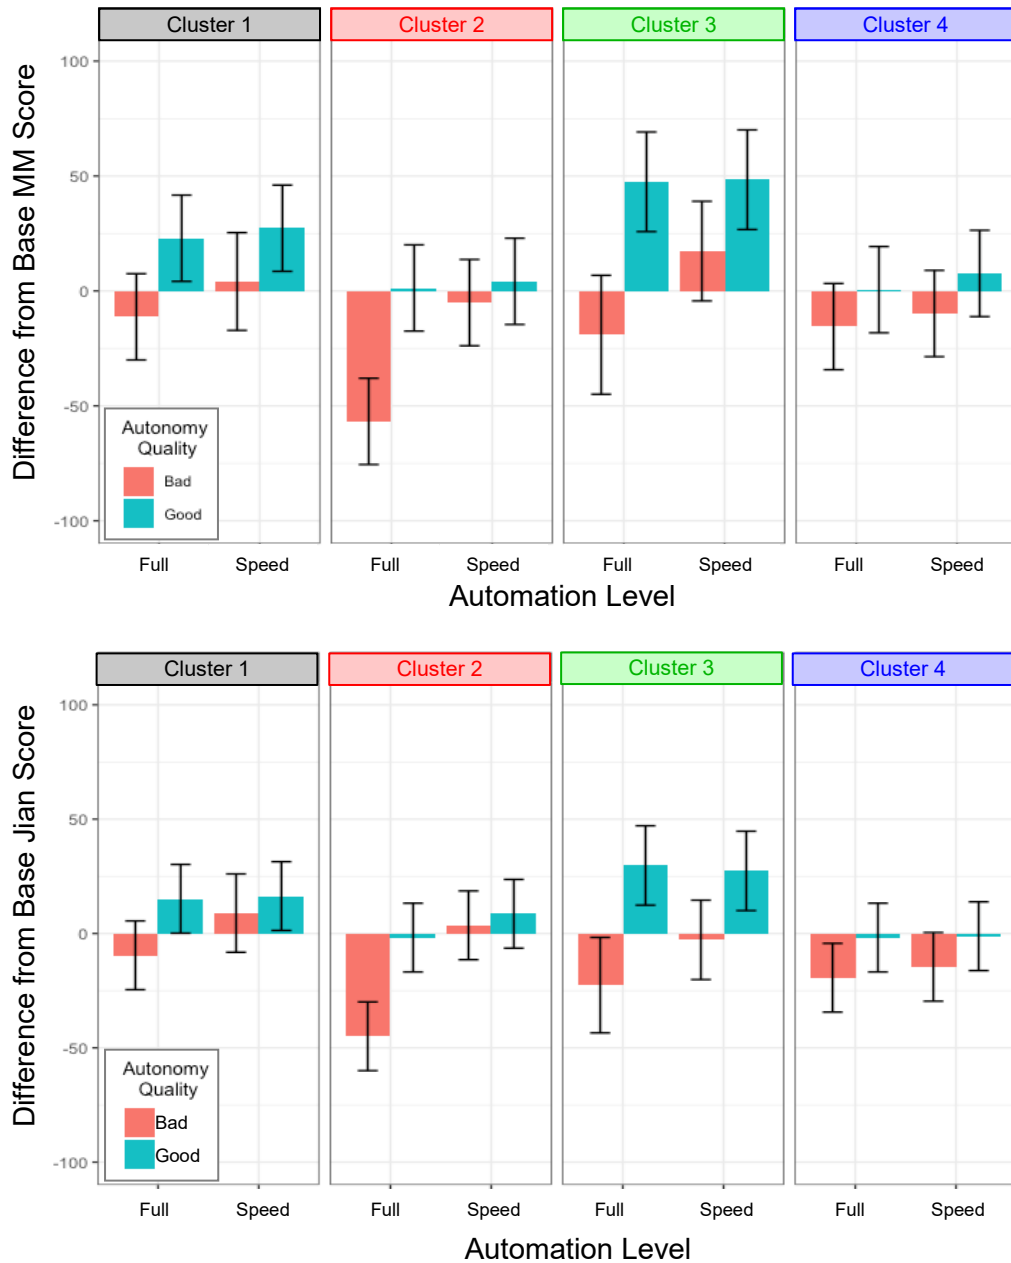 Cluster 1
Cluster 2
Cluster 3
Cluster 4
Difference from Base MM Score
100
50
0
-50
-100
Autonomy
Quality
Bad
Good
Full
Speed
Full
Speed
Full
Speed
Full
Speed
Automation Level
Cluster 1
Cluster 2
Cluster 3
Cluster 4
Difference from Base Jian Score
100
50
0
-50
-100
Autonomy
Quality
Bad
Good
Full
Speed
Full
Speed
Full
Speed
Full
Speed
Automation Level